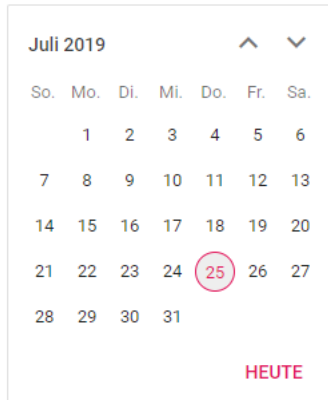 Juli 2019
So. Mo. Di. Mi. Do. Fr. Sa.
1 2 3 4 5 6
7 8 9 10 11 12 13
14 15 16 17 18 19 20
21 22 23 24 25 26 27
28 29 30 31
HEUTE